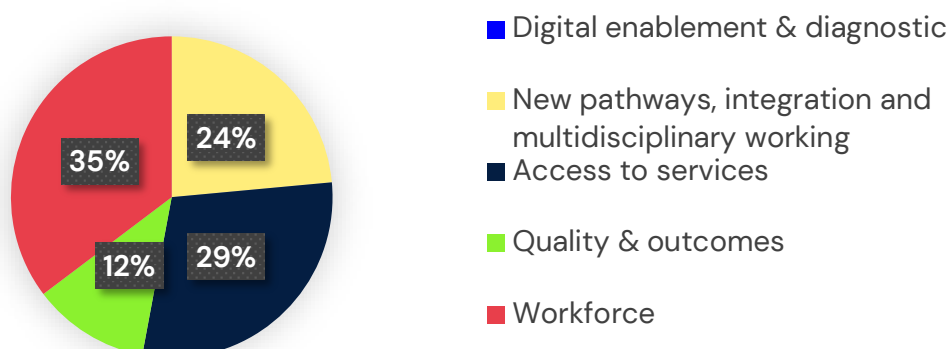 24%
35%
29%
12%
Digital enablement & diagnostic
New pathways, integration and
multidisciplinary working
Access to services
Quality & outcomes
Workforce